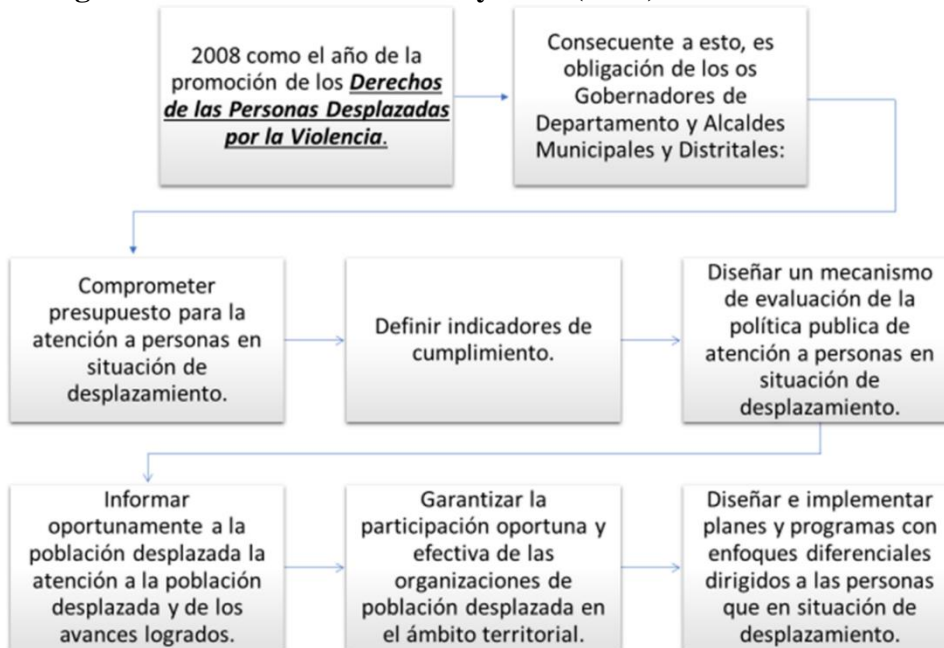 2008 como el año de la
promoción de los Derechos
de las Personas Desplazadas
por la Violencia.
Consecuente a esto, es
obligación de los os
Gobernadores de
Departamento y Alcaldes
Municipales y Distritales:
Comprometer
presupuesto para la
atención a personas en
situación de
desplazamiento.
Definir indicadores de
cumplimiento.
Diseñar un mecanismo
de evaluación de la
política publica de
atención a personas en
situación de
desplazamiento.
Informar
oportunamente a la
población desplazada la
atención a la población
desplazada y de los
avances logrados.
Garantizar la
participación oportuna y
efectiva de las
organizaciones de
población desplazada en
el ámbito territorial.
Diseñar e implementar
planes y programas con
enfoques diferenciales
dirigidos a las personas
que en situación de
desplazamiento.